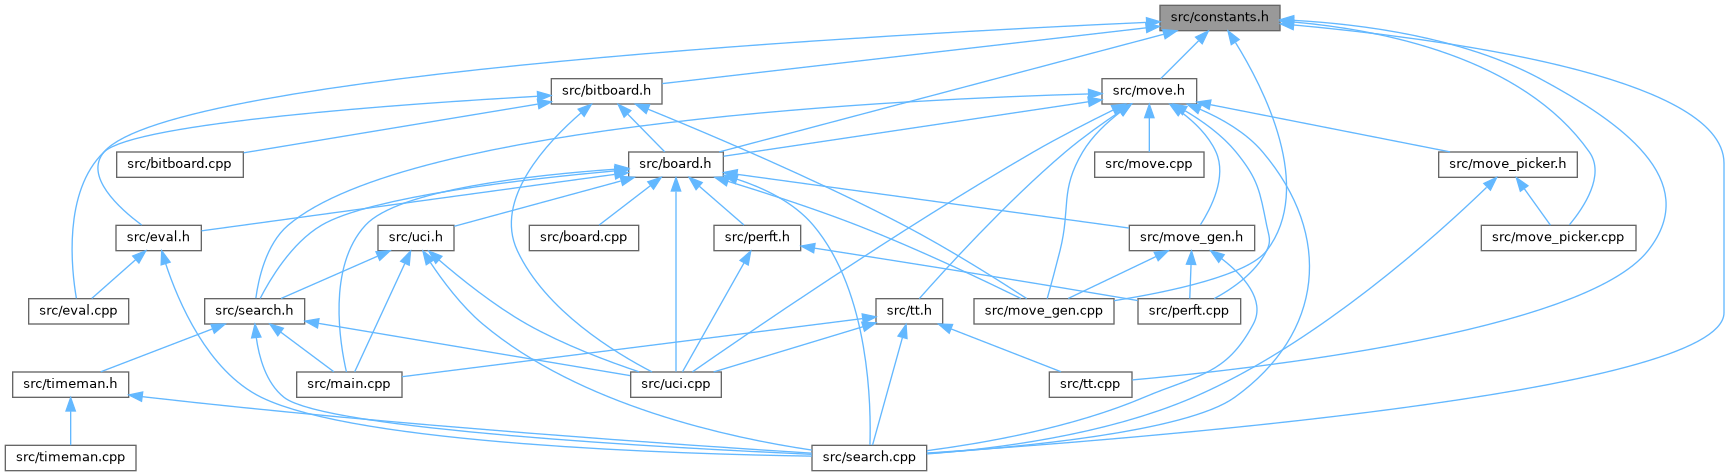 src/constants.h
src/bitboard.h
src/move.h
src/bitboard.cpp
src/board.h
src/move.cpp
src/move_picker.h
src/eval.h
src/uci.h
src/board.cpp
src/perft.h
src/move_gen.h
src/move_picker.cpp
src/eval.cpp
src/search.h
src/tt.h
src/move_gen.cpp
src/perft.cpp
src/timeman.h
src/main.cpp
src/uci.cpp
src/tt.cpp
src/timeman.cpp
src/search.cpp